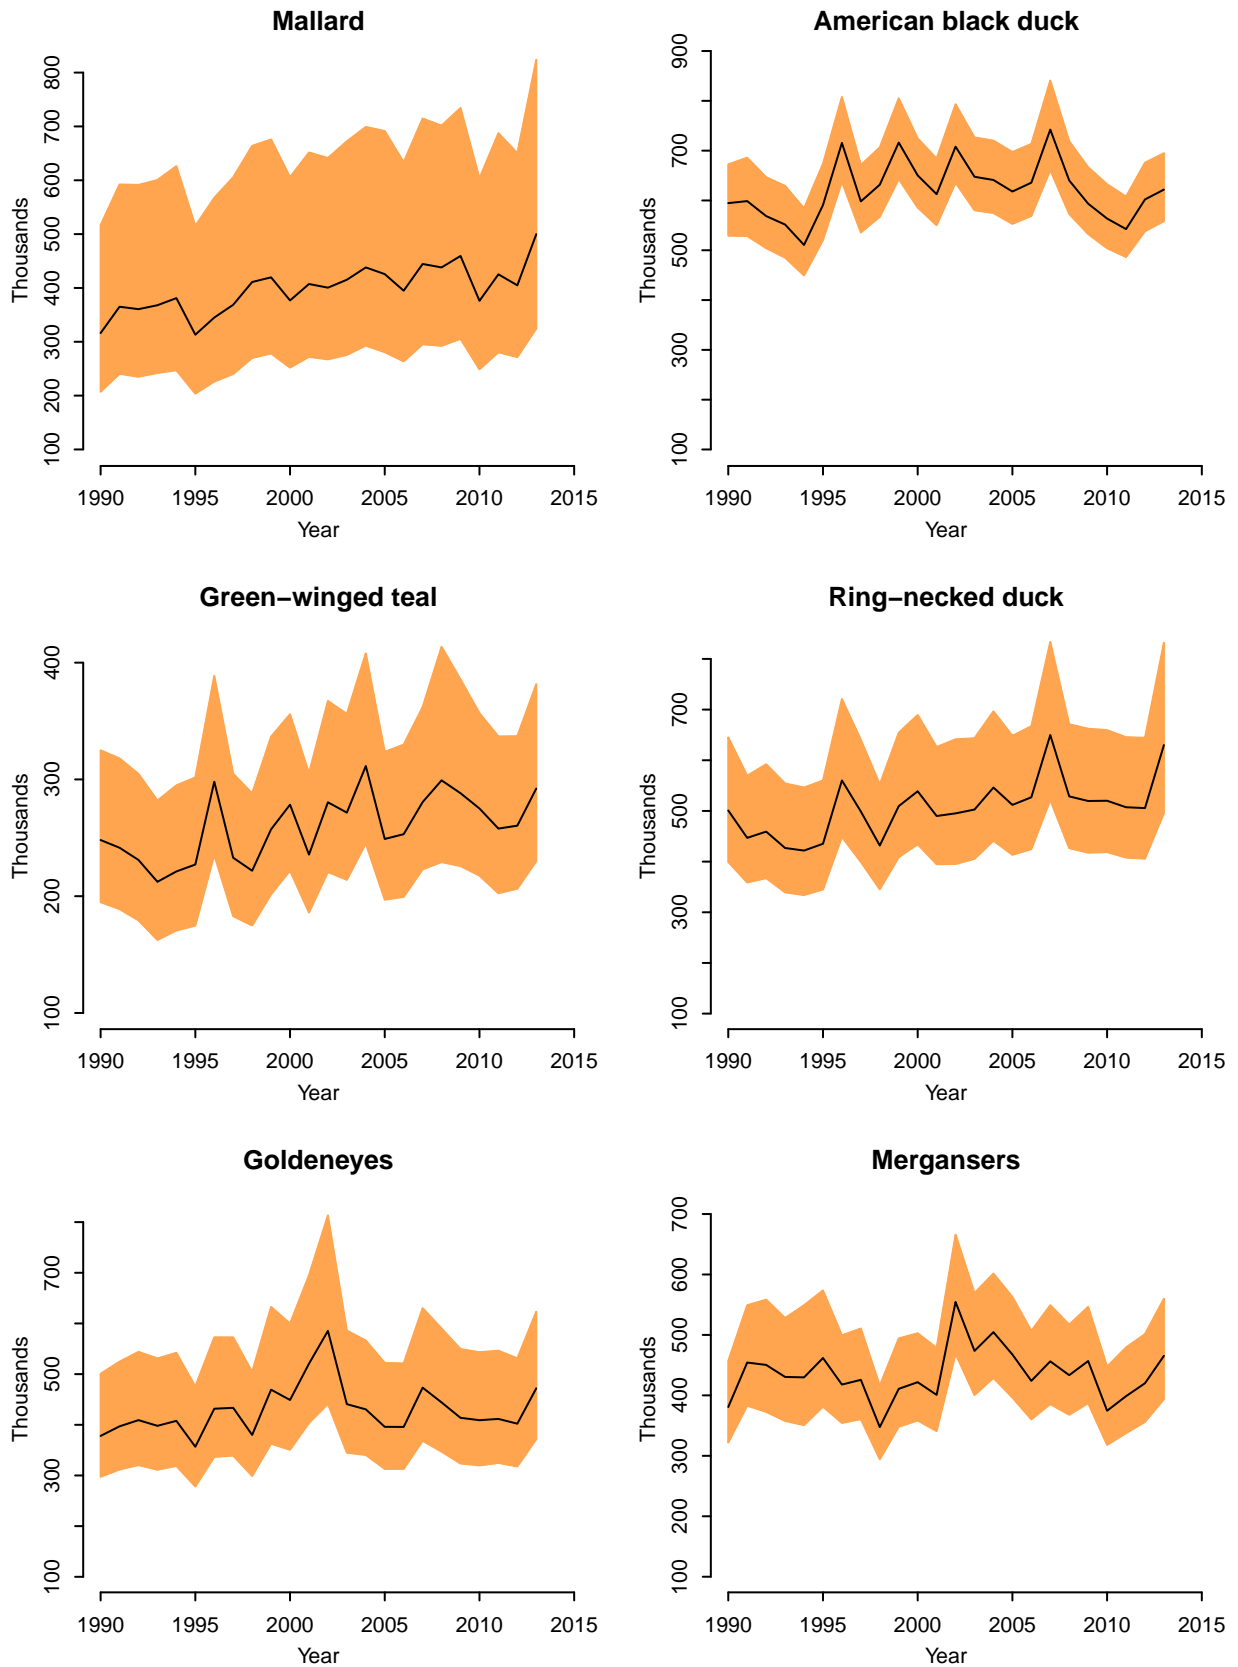 Mallard
800
700
600
500
400
300
200
100
Thousands
1990 1995 2000 2005 2010 2015
Year
American black duck
900
700
500
300
100
Thousands
1990 1995 2000 2005 2010 2015
Year
Green−winged teal
400
300
200
100
Thousands
1990 1995 2000 2005 2010 2015
Year
Ring−necked duck
700
500
300
100
Thousands
1990 1995 2000 2005 2010 2015
Year
Goldeneyes
700
500
300
100
Thousands
1990 1995 2000 2005 2010 2015
Year
Mergansers
700
600
500
400
300
200
100
Thousands
1990 1995 2000 2005 2010 2015
Year